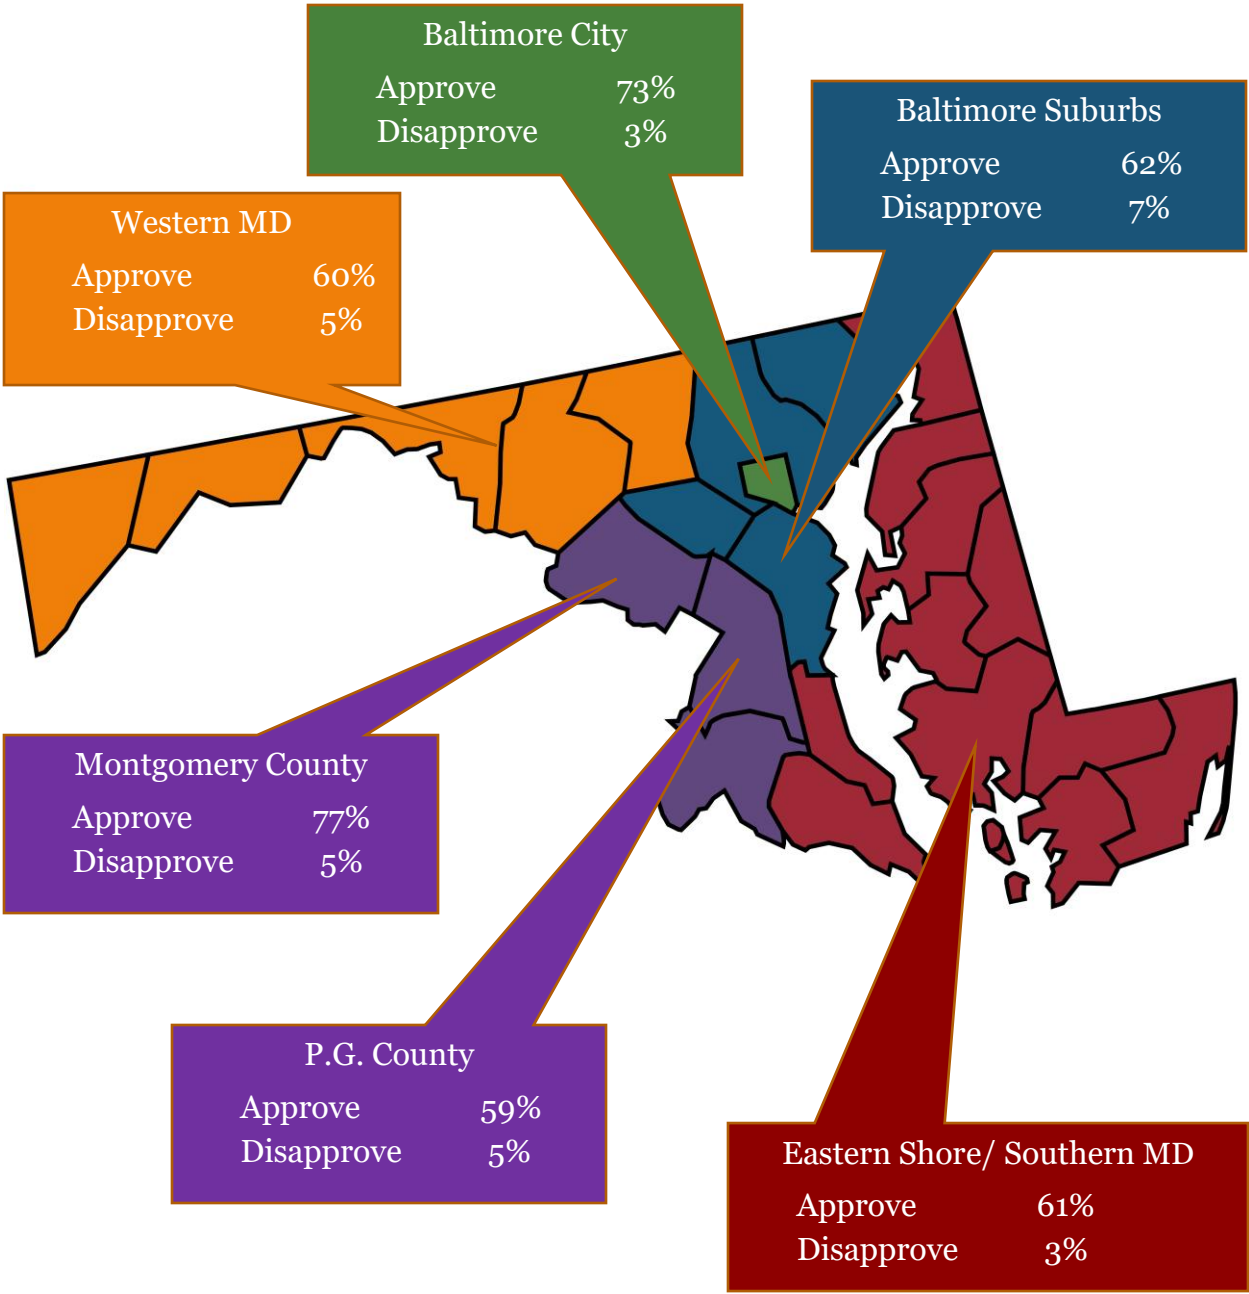 Baltimore City
Approve 73%
Disapprove 3%
Baltimore Suburbs
Approve 62%
Disapprove 7%
Western MD
Approve 60%
Disapprove 5%
Montgomery County
Approve 77%
Disapprove 5%
P.G. County
Approve 59%
Disapprove 5%
Eastern Shore/ Southern MD
Approve 61%
Disapprove 3%